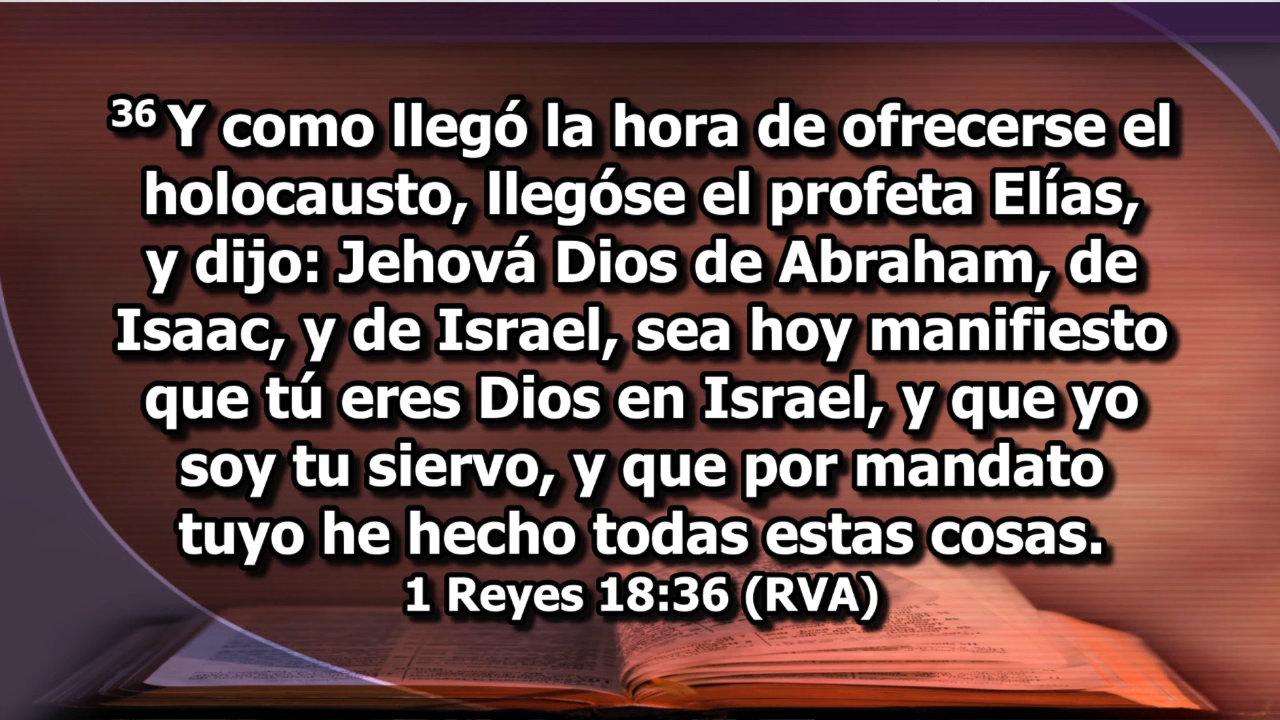 36 Y como llegó la hora de ofrecerse el
holocausto, llegóse el profeta Elías,
y dijo: Jehová Dios de Abraham, de
Isaac, y de Israel, sea hoy manifiesto
que tú eres Dios en Israel, y que yo
soy tu siervo, y que por mandato
tuyo he hecho todas estas cosas.
1 Reyes 18:36 (RVA)